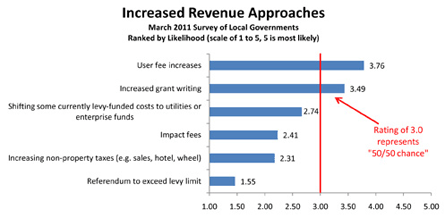 Increased Revenue Approaches
March 2011 Survey of Local Governments
Ranked by Likelihood (scale of 1 to 5, 5 is most likely)
User fee increases
3.76
Increased grant writing
3.49
Shifting some currently levy-funded costs to utilities or
enterprise funds
2.74
Impact fees
2.41
Increasing non-property taxes (e.g. sales, hotel, wheel)
2.31
Referendum to exceed levy limit
1.55
Rating of 3.0
represents
"50/50 chance"
1.00 1.50 2.00 2.50 3.00 3.50 4.00 4.50 5.00